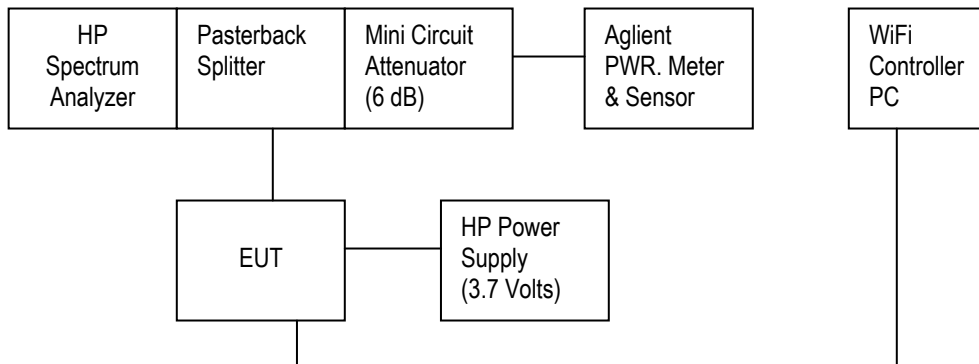 HP
Spectrum
Analyzer
Pasterback
Splitter
Mini Circuit
Attenuator
(6 dB)
Aglient
PWR. Meter
& Sensor
WiFi
Controller
PC
EUT
HP Power
Supply
(3.7 Volts)